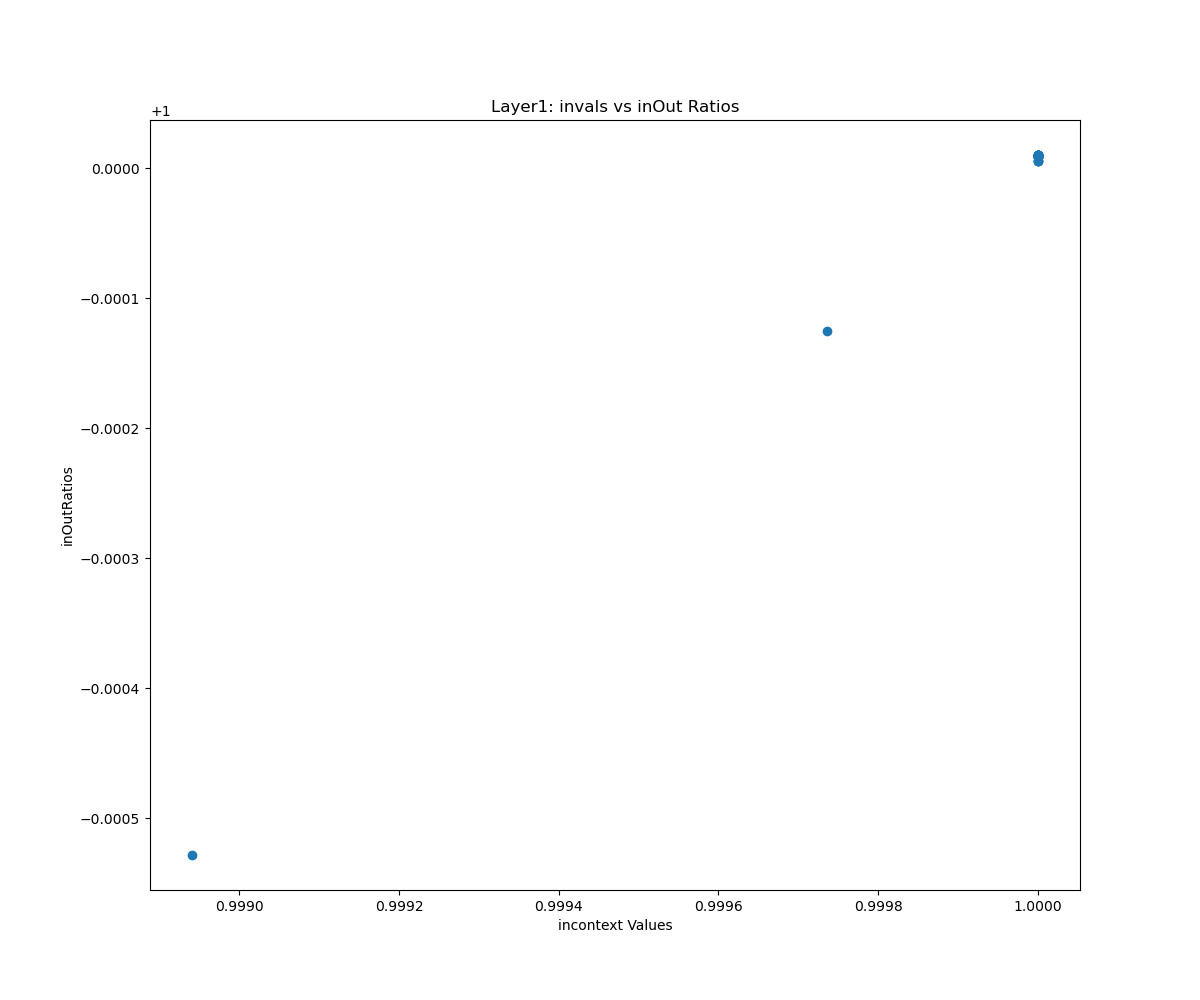 Layer1: invals vs inOut Ratios
+1
0.0000
−0.0001
−0.0002
−0.0003
−0.0004
−0.0005
inOutRatios
0.9990 0.9992 0.9994 0.9996 0.9998 1.0000
incontext Values